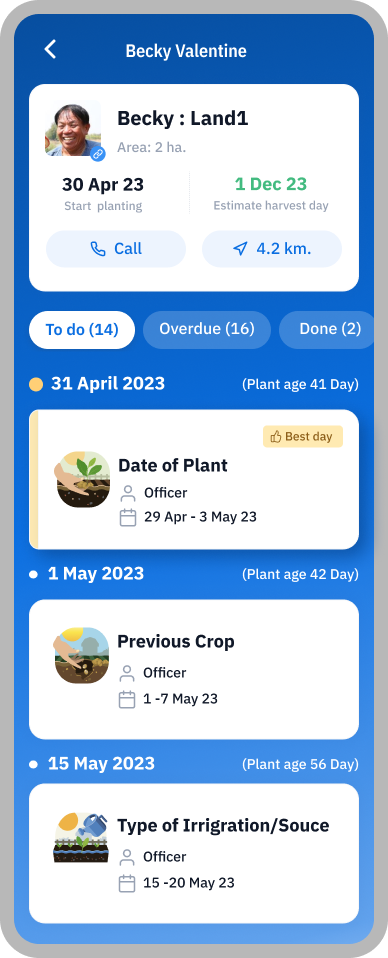 Becky Valentine
Becky : Land1
Area: 2 ha.
30 Apr 23
Start planting
1 Dec 23
Estimate harvest day
Call
4.2 km.
To do (14)
Overdue (16)
Done (2)
31 April 2023
(Plant age 41 Day)
Best day
Date of Plant
Officer
29 Apr - 3 May 23
1 May 2023
(Plant age 42 Day)
Previous Crop
Officer
1 -7 May 23
15 May 2023
(Plant age 56 Day)
Type of Irrigration/Souce
Officer
15 -20 May 23